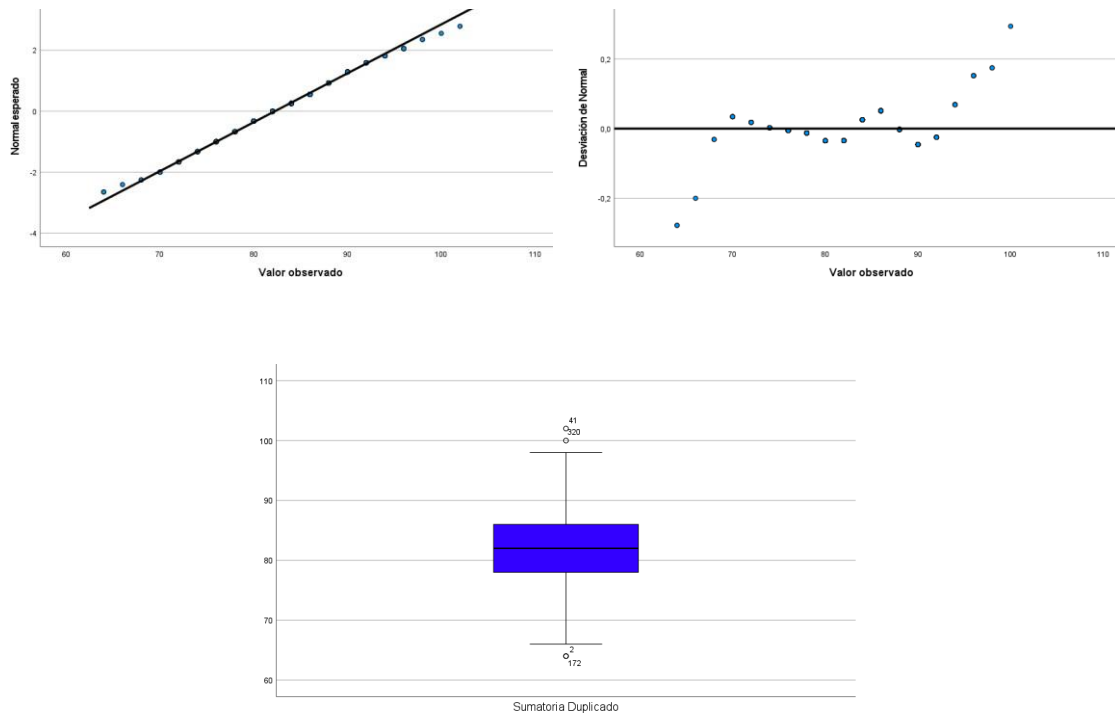 2
0
-2
-4
Normal esperado
60 70 80 90 100 110
Valor observado
0,2
0,0
-0,2
Desviación de Normal
60 70 80 90 100 110
Valor observado
110
100
90
80
70
60
41
320
2
172
Sumatoria Duplicado